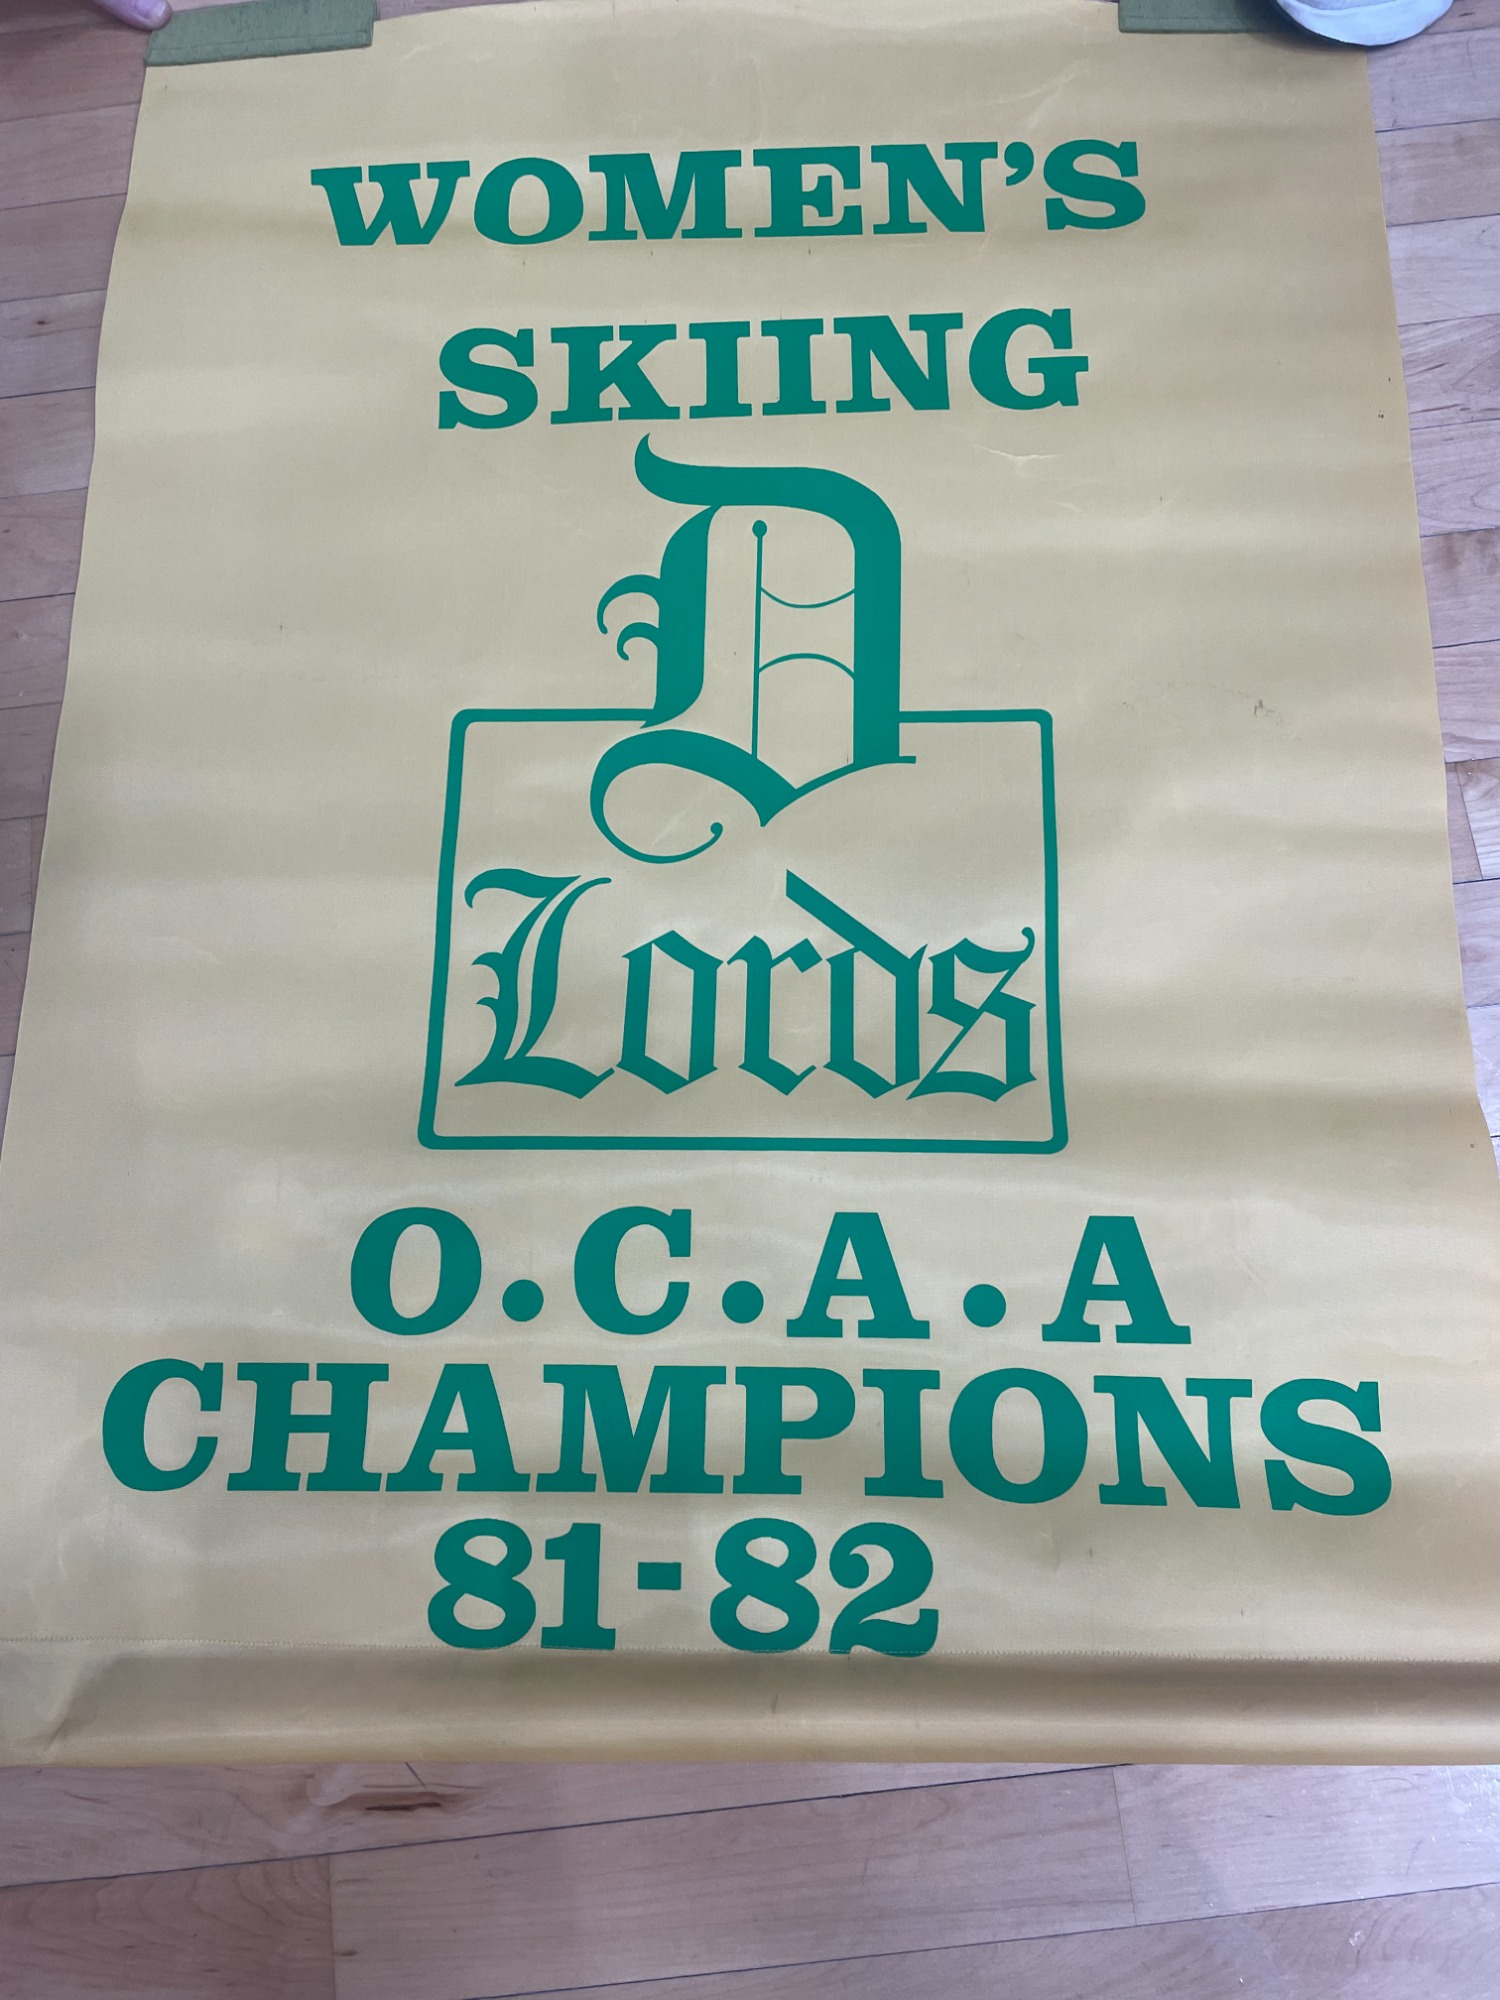 WOMEN'S
SKIING
D
Lords
O.C.A.A
CHAMPIONS
81-82